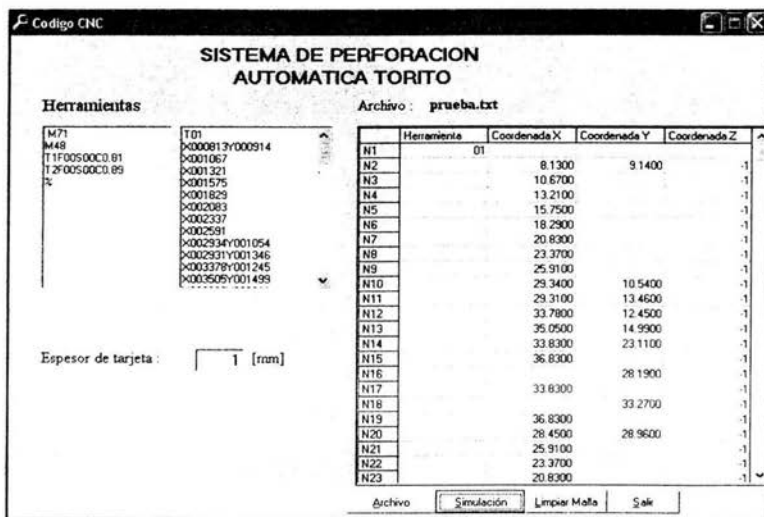 Codigo CNC
SISTEMA DE PERFORACION
AUTOMATICA TORITO
Herramientas
M71
M48
T1F00S00C0.81
T2F00S00C0.89
%
T01
X000813Y000914
X001067
X001321
X001575
X001829
X002083
X002337
X002591
X002934Y001054
X002931Y001346
X003378Y001245
X003505Y001499
Espesor de tarjeta : 1 [mm]
Archivo : prueba.txt
Herramienta Coordenada X Coordenada Y Coordenada Z
N1 01
N2 8.1300 9.1400 -1
N3 10.6700 -1
N4 13.2100 -1
N5 15.7500 -1
N6 18.2900 -1
N7 20.8300 -1
N8 23.3700 -1
N9 25.9100 -1
N10 29.3400 10.5400 -1
N11 29.3100 13.4600 -1
N12 33.7800 12.4500 -1
N13 35.0500 14.9900 -1
N14 33.8300 23.1100 -1
N15 36.8300 -1
N16 28.1900 -1
N17 33.8300 -1
N18 33.2700 -1
N19 36.8300 -1
N20 28.4500 28.9600 -1
N21 25.9100 -1
N22 23.3700 -1
N23 20.8300 -1
Archivo Simulación Limpiar Malla Salir